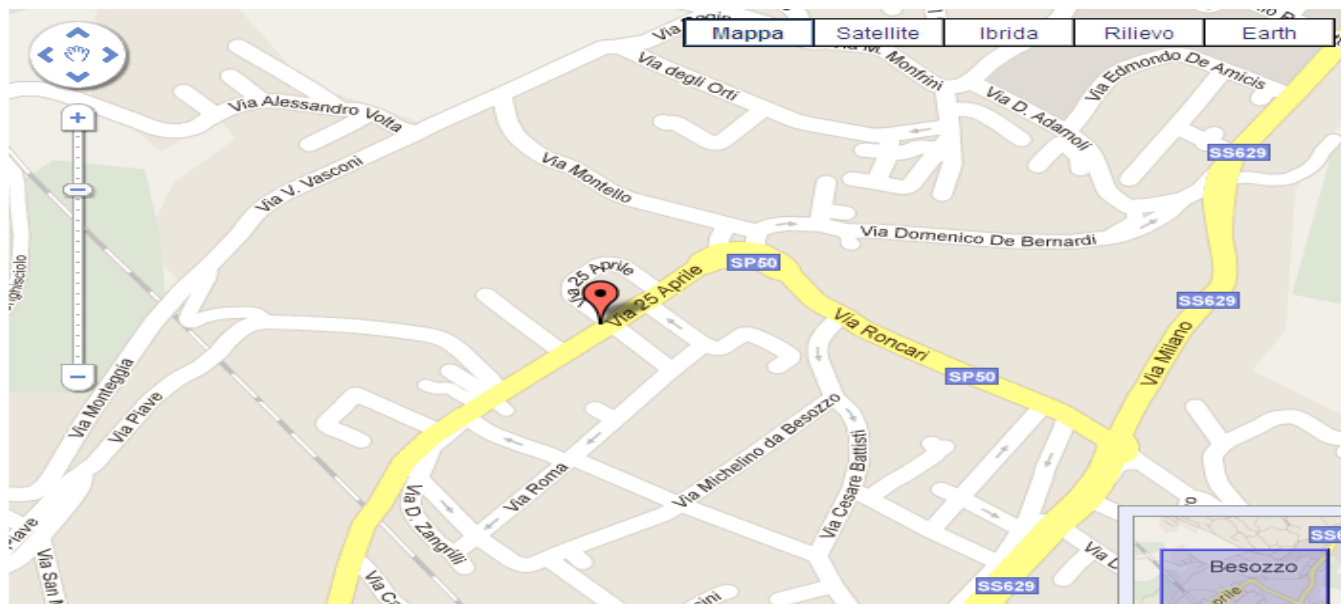 Mappa
Satellite
Ibrida
Rilievo
Earth
Via degli Orti
Via M. Monfrini
Via Edmondo De Amicis
Via D. Adamoli
Via Alessandro Volta
SS629
Via V. Vasconi
Via Montello
Via Domenico De Bernardi
SP50
Via 25 Aprile
Via 25 Aprile
SS629
Via Roncari
Via Milano
SP50
Via Monteggia
Via Piave
Via Michelino da Besozzo
Via Cesare Battisti
Via Roma
Via D. Zangrilli
Piave
Via San
SS629
Besozzo